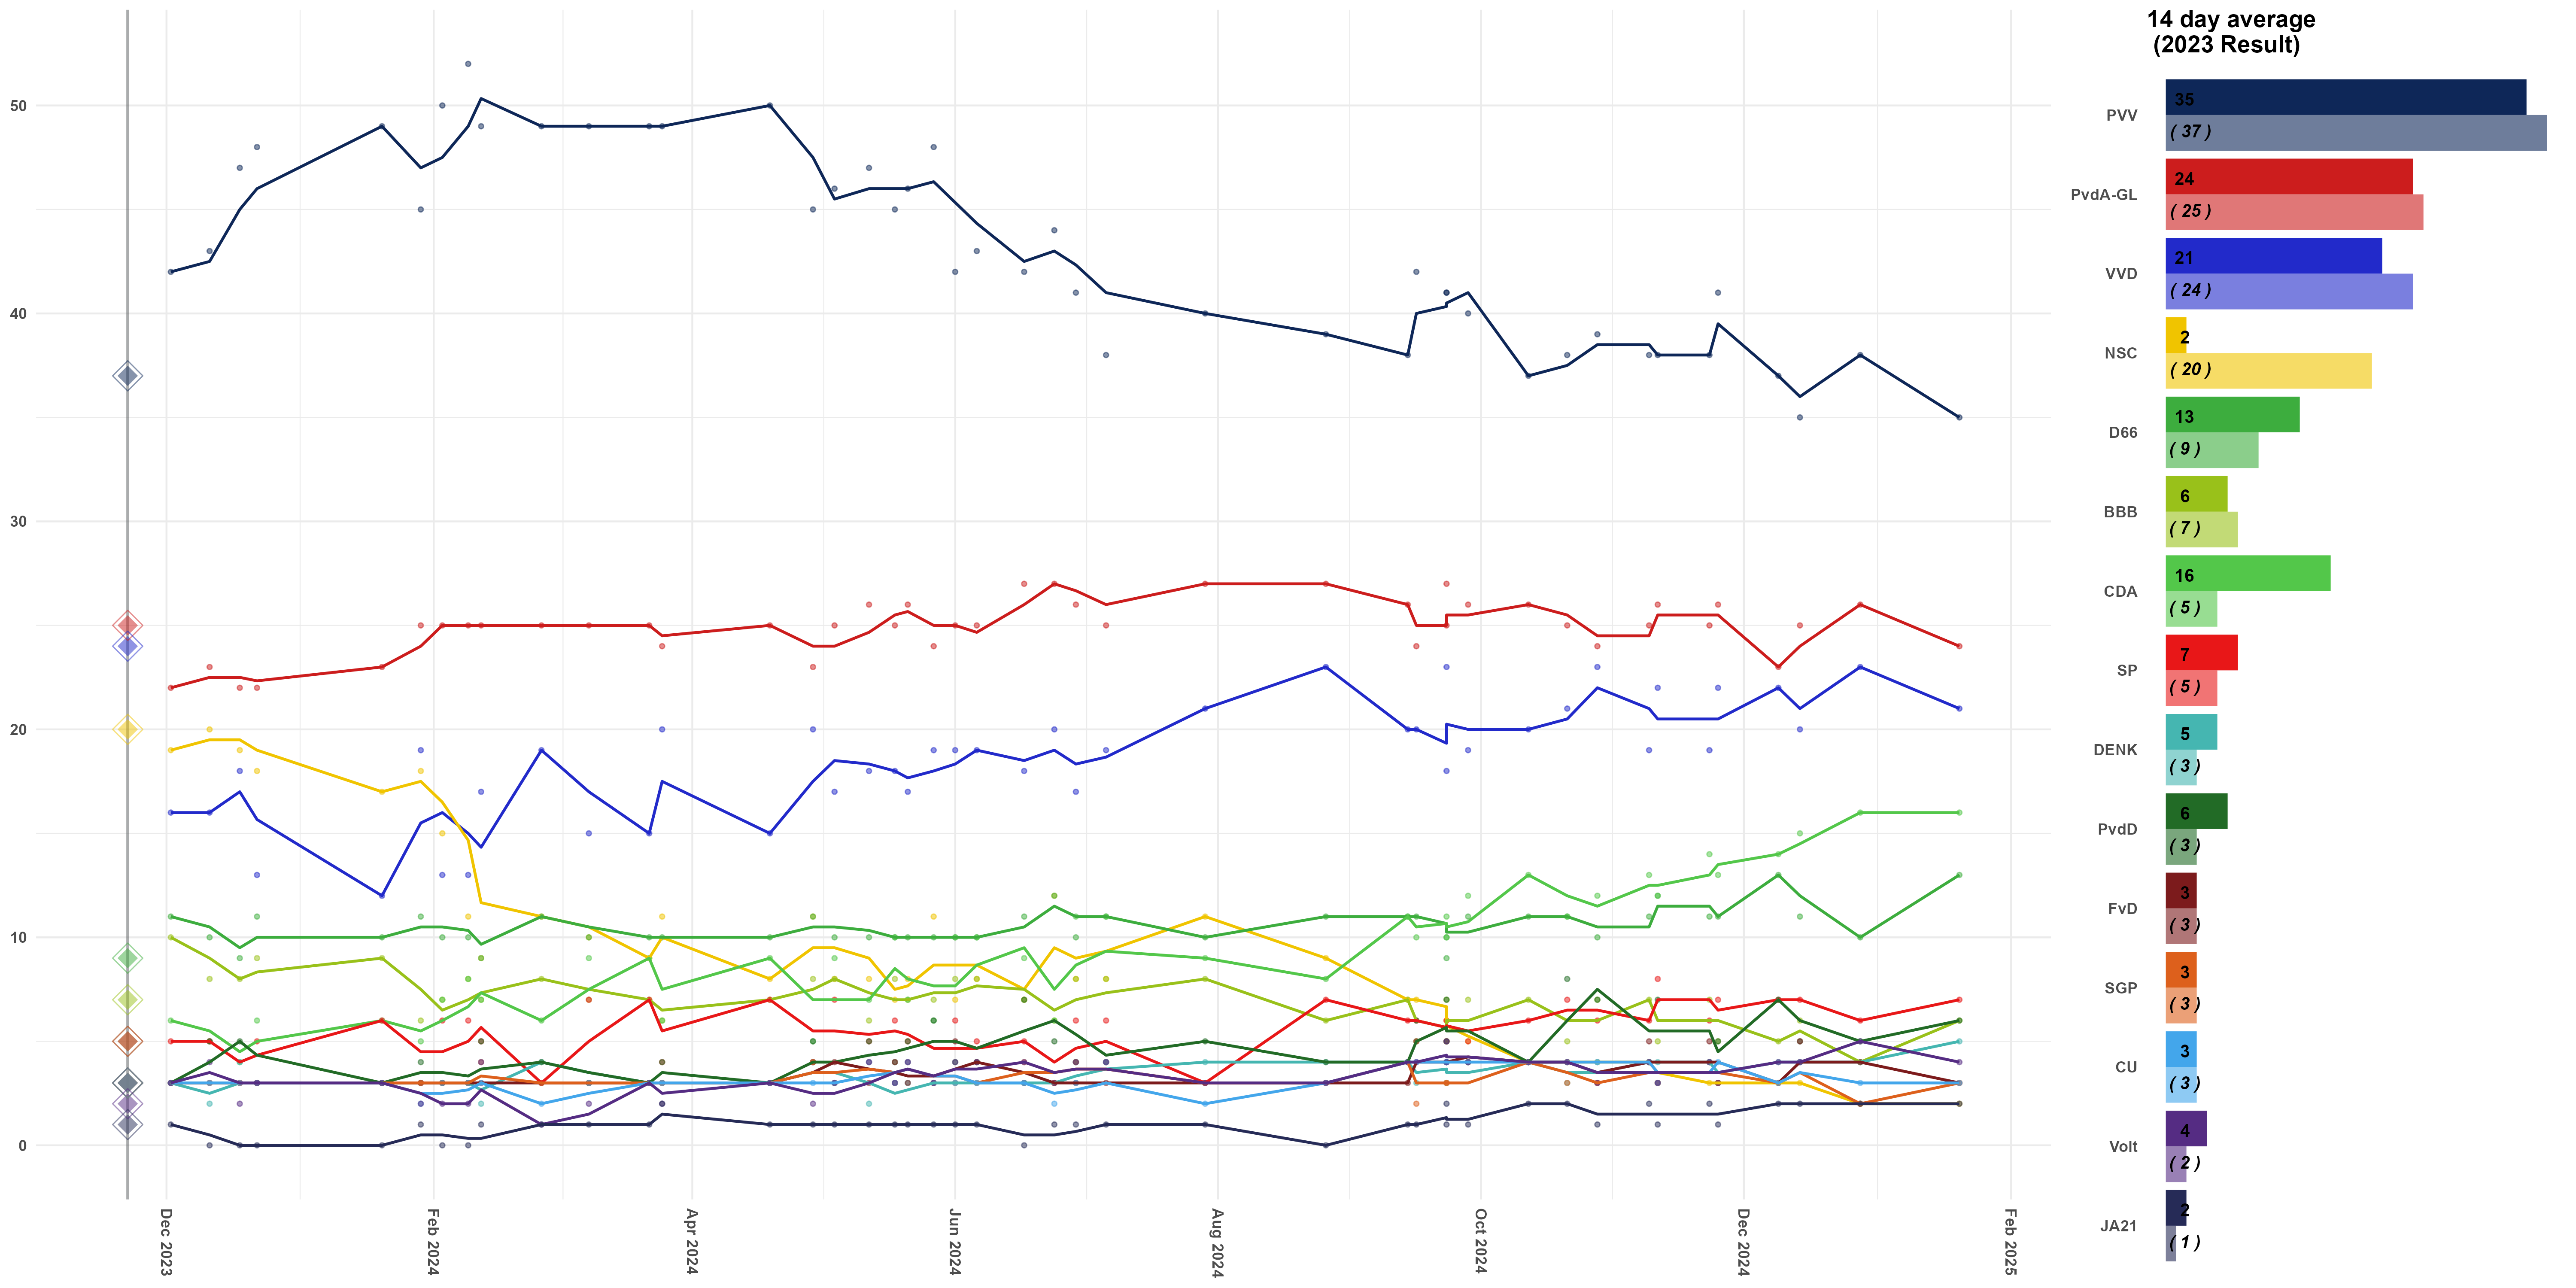 14 day average
(2023 Result)
50
40
30
20
10
0
Dec 2023
Feb 2024
Apr 2024
Jun 2024
Aug 2024
Oct 2024
Dec 2024
Feb 2025
PVV
35
( 37 )
PvdA-GL
24
( 25 )
VVD
21
( 24 )
NSC
2
( 20 )
D66
13
( 9 )
BBB
6
( 7 )
CDA
16
( 5 )
SP
7
( 5 )
DENK
5
( 3 )
PvdD
6
( 3 )
FvD
3
( 3 )
SGP
3
( 3 )
CU
3
( 3 )
Volt
4
( 2 )
JA21
2
( 1 )